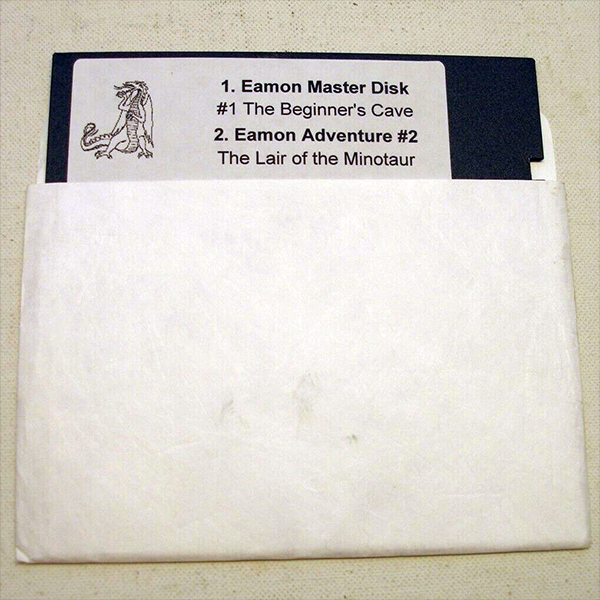 1. Eamon Master Disk
#1 The Beginner's Cave
2. Eamon Adventure #2
The Lair of the Minotaur